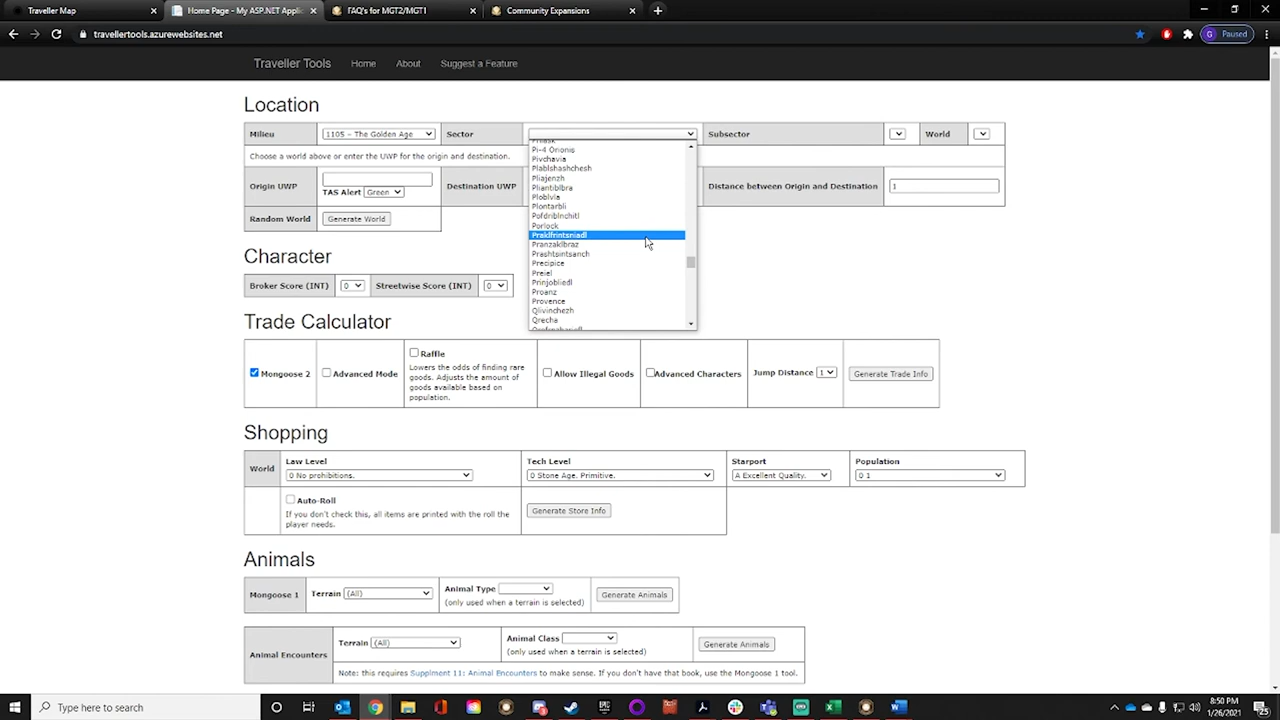 Traveller Map
Home Page - My ASP.NET Applic
FAQ's for MGT2/MGT1
Community Expansions
travellertools.azurewebsites.net
G Paused
Traveller Tools Home About Suggest a Feature
Location
Milieu 1105 – The Golden Age Sector Subsector World
Choose a world above or enter the UWP for the origin and destination.
Origin UWP Destination UWP Distance between Origin and Destination 1
TAS Alert Green
Random World Generate World
Pi-4 Orionis
Pivchavia
Plablshashchesh
Pliajenzh
Pliantiblbra
Ploblvia
Plontarbli
Pofdriblnchitl
Porlock
Praklfrintsniadl
Pranzaklbraz
Prashtsintsanch
Precipice
Preiel
Prinjobliedl
Proanz
Provence
Qlivinchezh
Qrecha
Character
Broker Score (INT) 0 Streetwise Score (INT) 0
Trade Calculator
Mongoose 2 Advanced Mode
Raffle
Lowers the odds of finding rare
goods. Adjusts the amount of
goods available based on
population.
Allow Illegal Goods Advanced Characters Jump Distance 1 Generate Trade Info
Shopping
World
Law Level Tech Level Starport Population
0 No prohibitions. 0 Stone Age. Primitive. A Excellent Quality. 0 1
Auto-Roll
If you don't check this, all items are printed with the roll the
player needs.
Generate Store Info
Animals
Mongoose 1 Terrain (All) Animal Type
(only used when a terrain is selected)
Generate Animals
Animal Encounters Terrain (All) Animal Class
(only used when a terrain is selected)
Generate Animals
Note: this requires Supplment 11: Animal Encounters to make sense. If you don't have that book, use the Mongoose 1 tool.
Type here to search
8:50 PM
1/26/2021